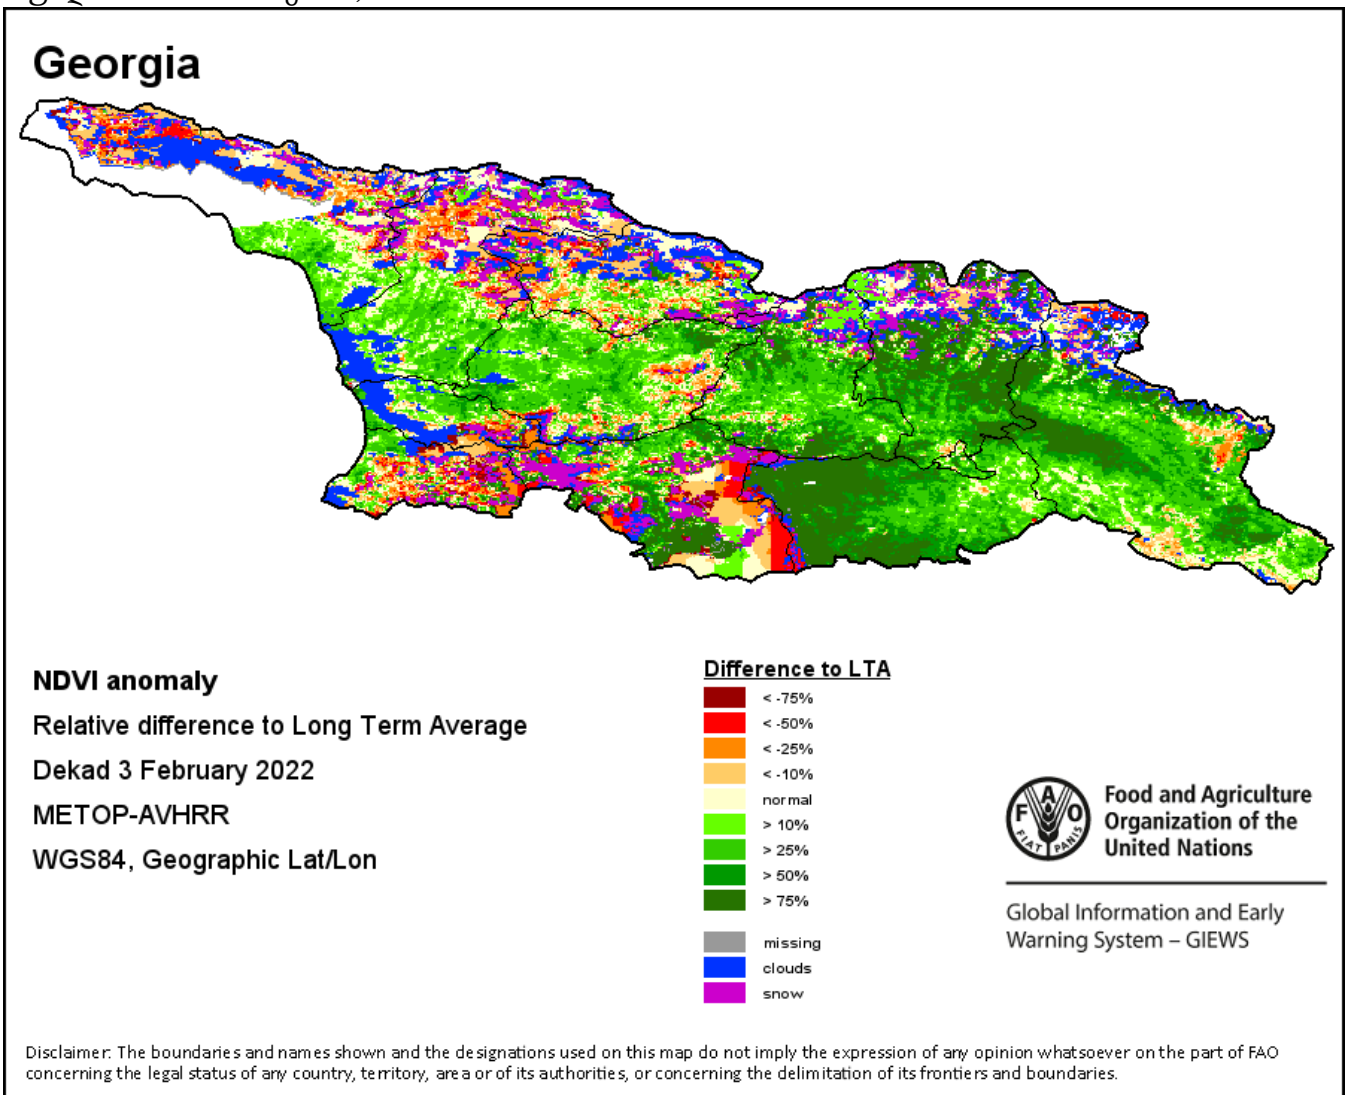 Georgia
NDVI anomaly
Relative difference to Long Term Average
Dekad 3 February 2022
METOP-AVHRR
WGS84, Geographic Lat/Lon
Difference to LTA
< -75%
< -50%
< -25%
< -10%
normal
> 10%
> 25%
> 50%
> 75%
missing
clouds
snow
F A O
FIAT PANIS
Food and Agriculture
Organization of the
United Nations
Global Information and Early
Warning System – GIEWS
Disclaimer: The boundaries and names shown and the designations used on this map do not imply the expression of any opinion whatsoever on the part of FAO
concerning the legal status of any country, territory, area or of its authorities, or concerning the delimitation of its frontiers and boundaries.